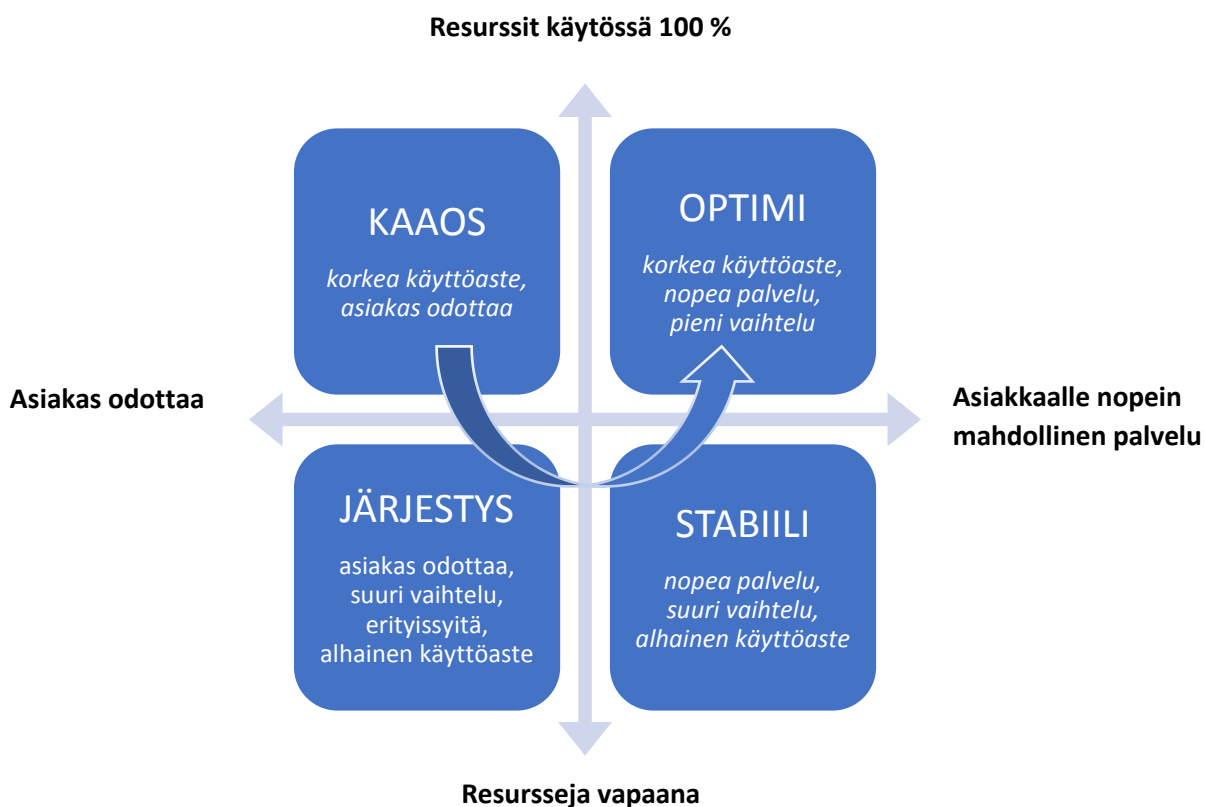 Resurssit käytössä 100 %
KAAOS
korkea käyttöaste,
asiakas odottaa
OPTIMI
korkea käyttöaste,
nopea palvelu,
pieni vaihtelu
Asiakas odottaa
Asiakkaalle nopein
mahdollinen palvelu
JÄRJESTYS
asiakas odottaa,
suuri vaihtelu,
erityissyitä,
alhainen käyttöaste
STABIILI
nopea palvelu,
suuri vaihtelu,
alhainen käyttöaste
Resursseja vapaana